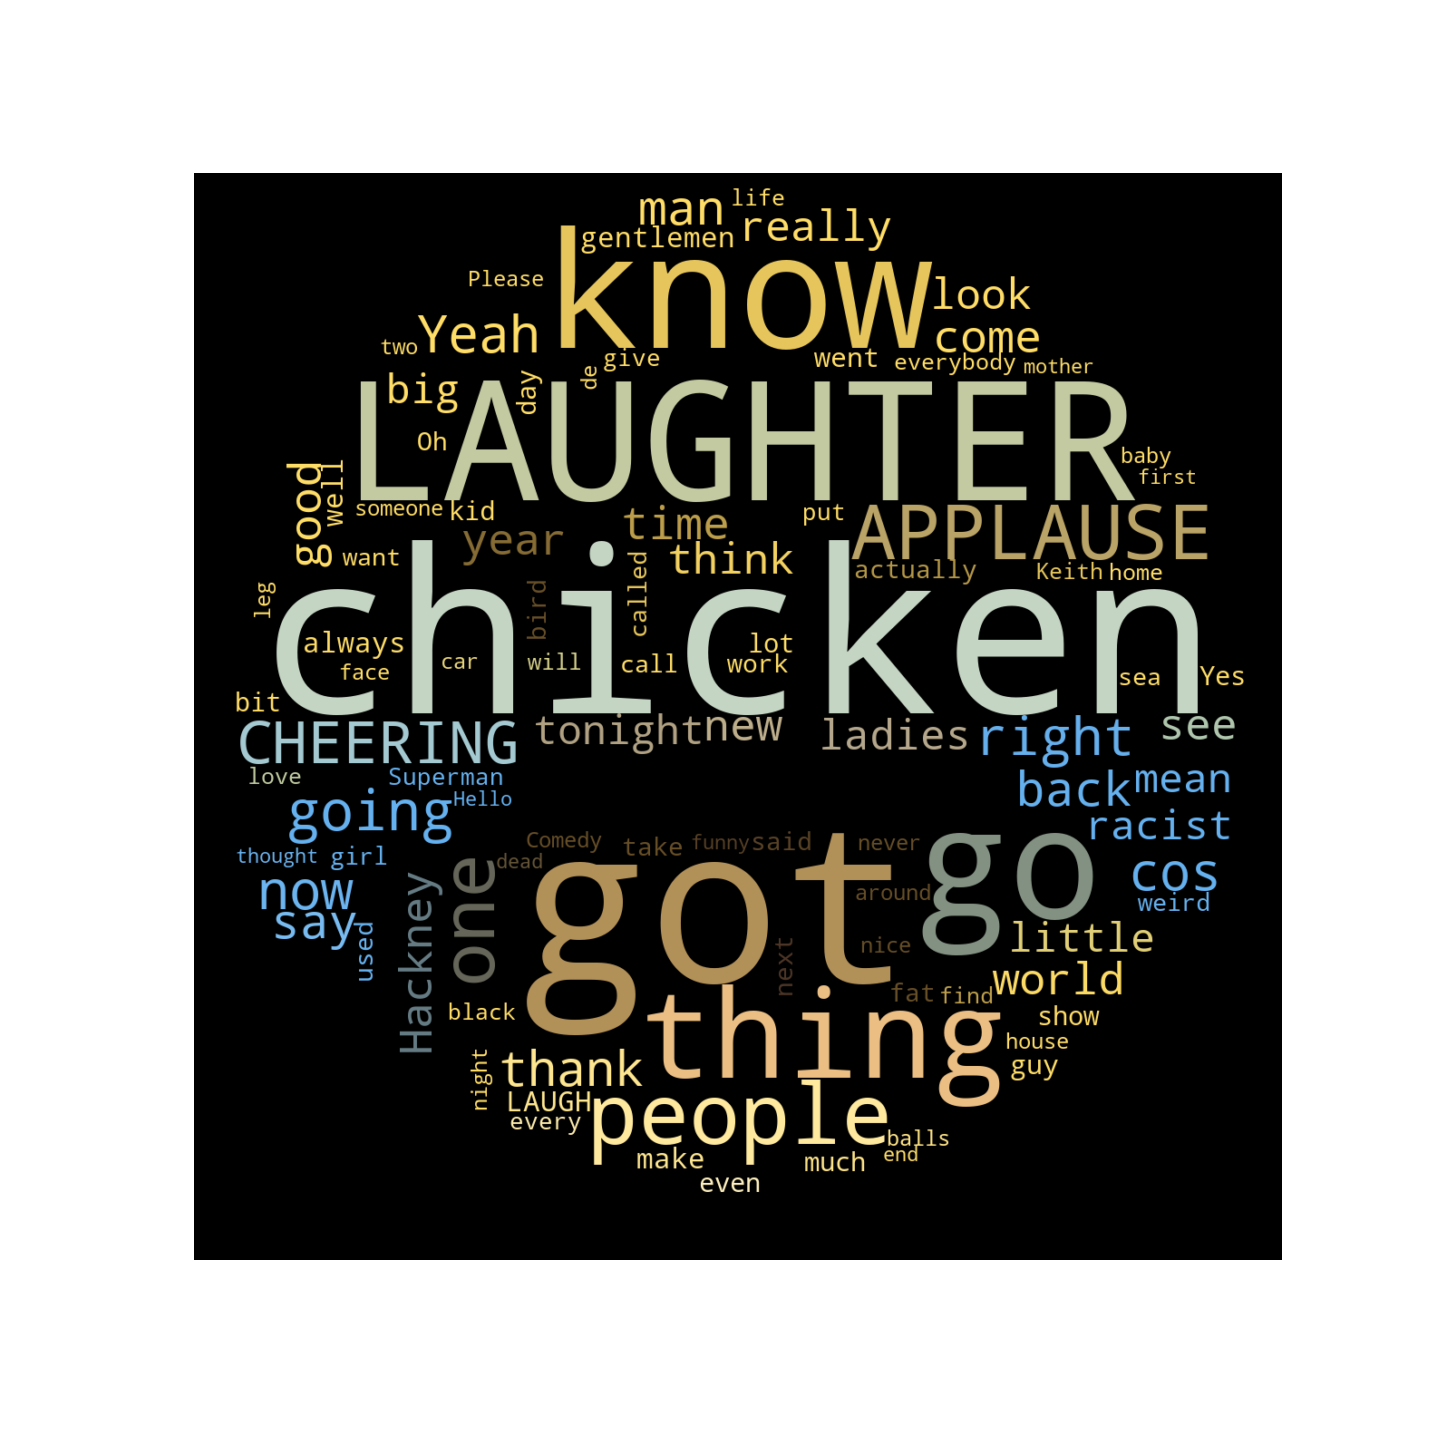 life
man
really
gentlemen
know
Please
look
Yeah
come
two
give
went
everybody
mother
de
day
big
LAUGHTER
Oh
baby
first
good
well
someone
kid
year
time
put
APPLAUSE
want
think
actually
Keith
home
leg
bird
called
chicken
always
lot
face
car
will
call
work
sea
Yes
bit
CHEERING
tonight
new
ladies
right
see
love
Superman
Hello
back
mean
going
racist
thought
girl
Comedy
take
funny
said
never
dead
got
go
cos
now
weird
around
say
used
Hackney
one
little
nice
next
world
fat
find
black
thing
show
house
guy
night
thank
LAUGH
people
every
balls
end
make
much
even